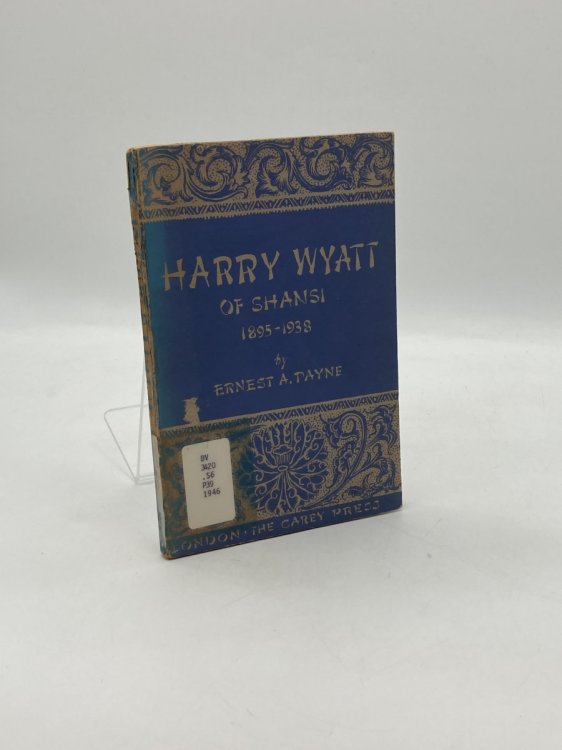 HARRY WYATT
OF SHANSI
1895-1938
by
ERNEST A. PAYNE
BV
3420
.S6
P39
1946
LONDON · THE CAREY PRESS